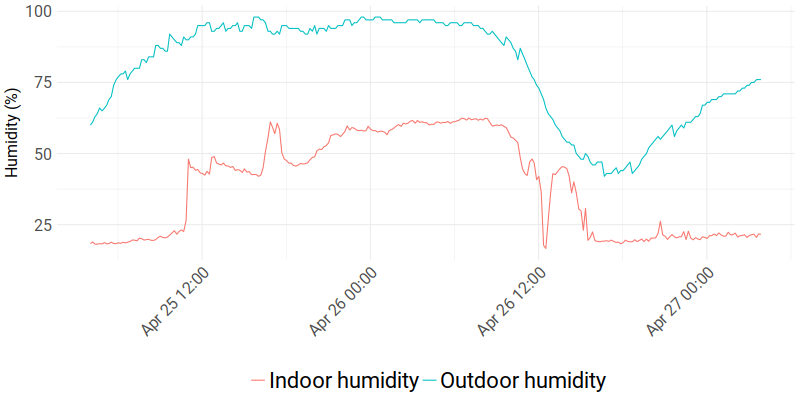 100
75
50
25
Humidity (%)
Apr 25 12:00
Apr 26 00:00
Apr 26 12:00
Apr 27 00:00
Indoor humidity Outdoor humidity